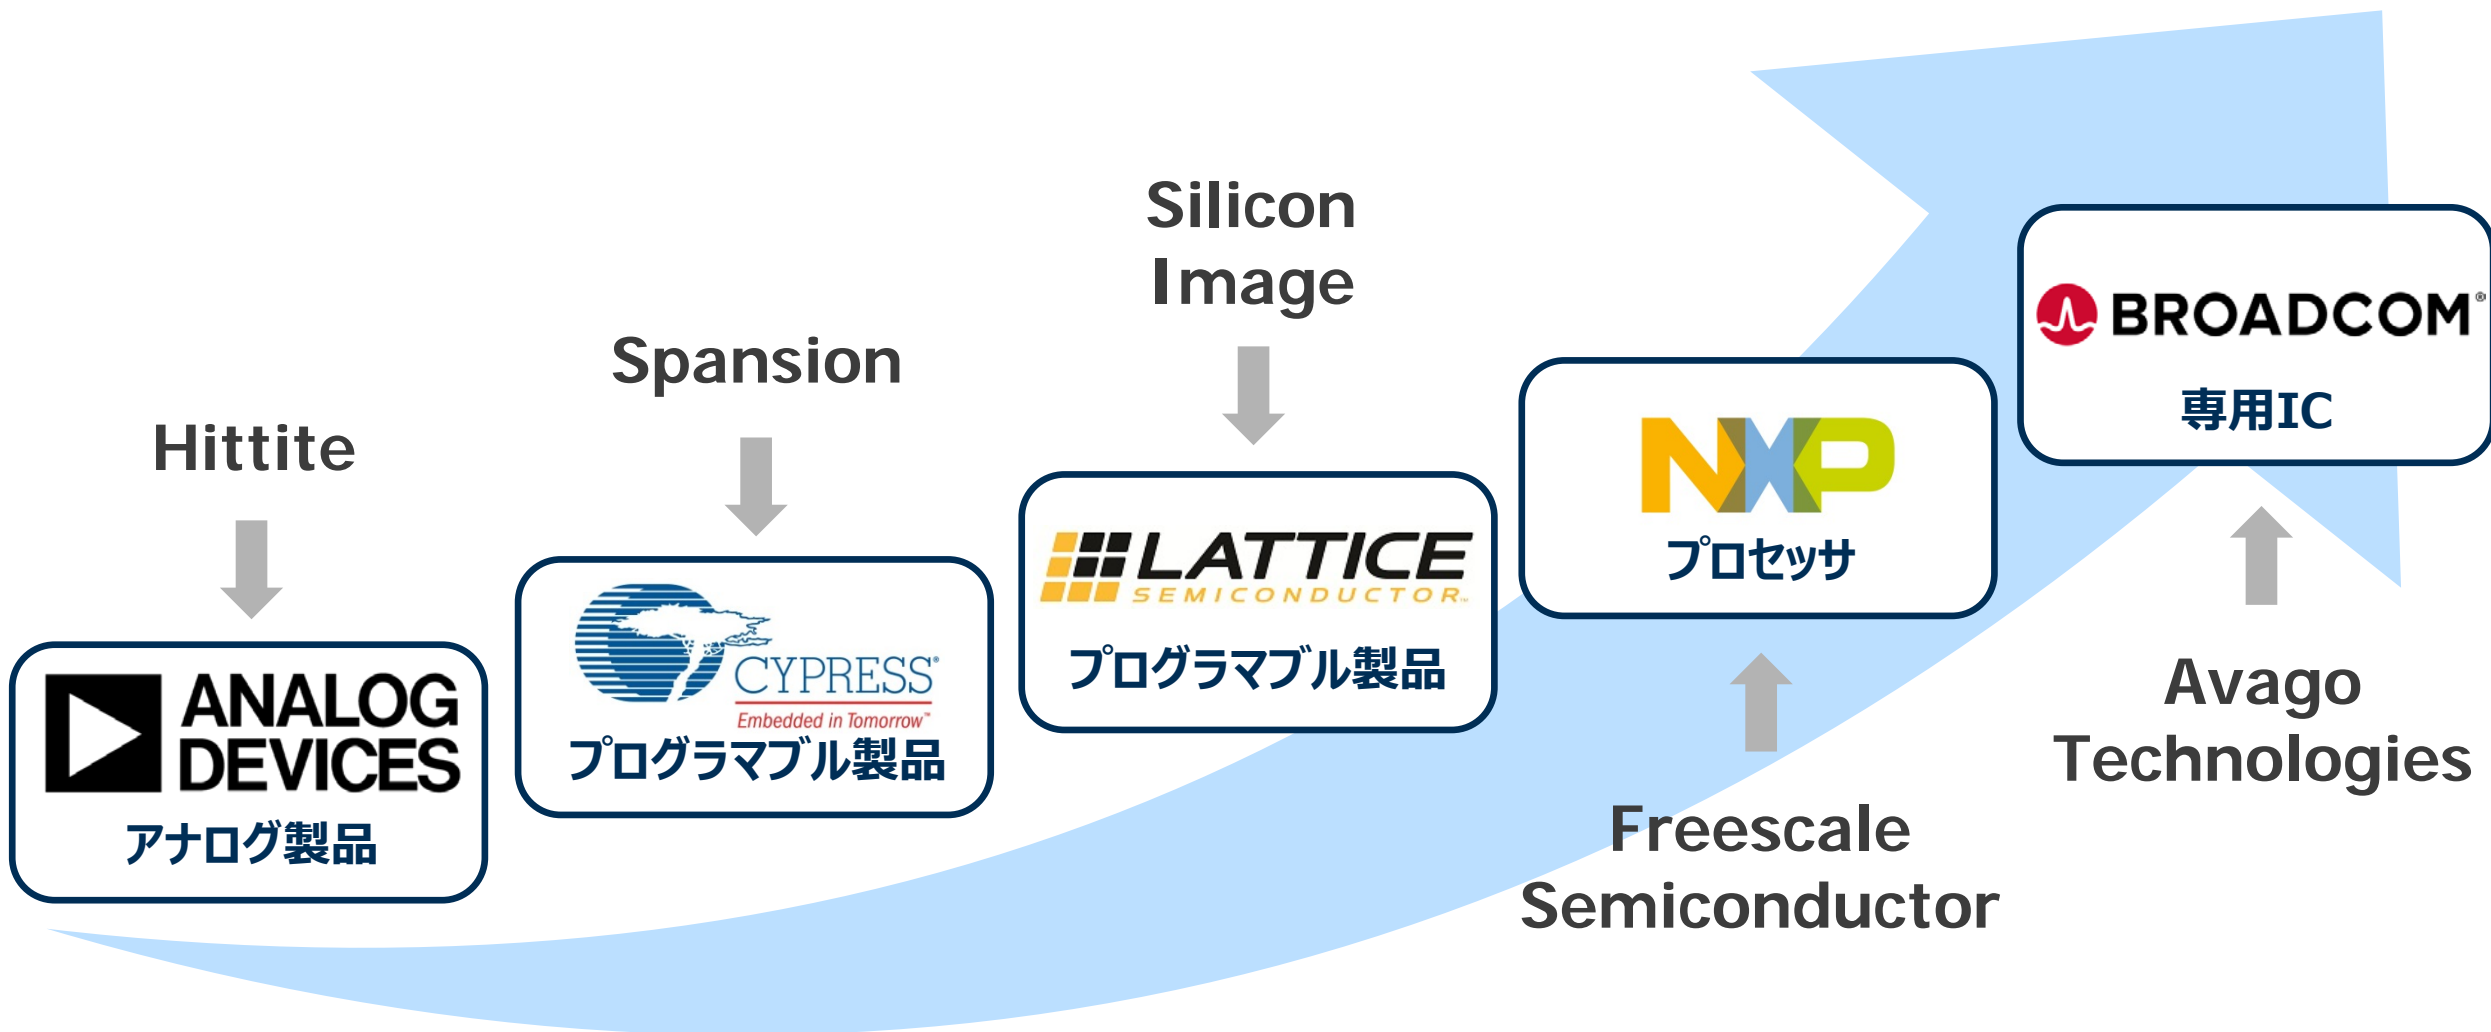 Hittite
ANALOG
DEVICES
アナログ製品
Spansion
CYPRESS®
Embedded in Tomorrow™
プログラマブル製品
Silicon
Image
LATTICE
SEMICONDUCTOR™
プログラマブル製品
NXP
プロセッサ
Freescale
Semiconductor
BROADCOM®
専用IC
Avago
Technologies